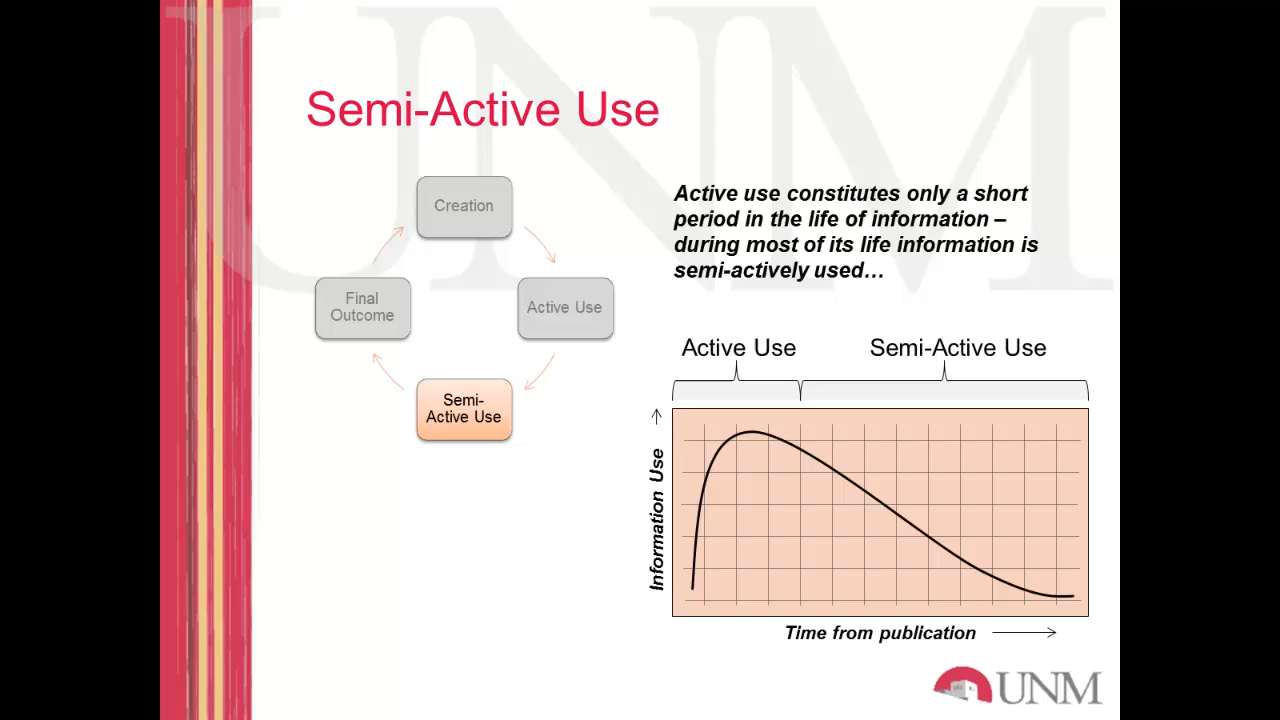 UNM
Semi-Active Use
Creation
Active Use
Semi-
Active Use
Final
Outcome
Active use constitutes only a short
period in the life of information –
during most of its life information is
semi-actively used…
Active Use
Semi-Active Use
Information Use
Time from publication
UNM